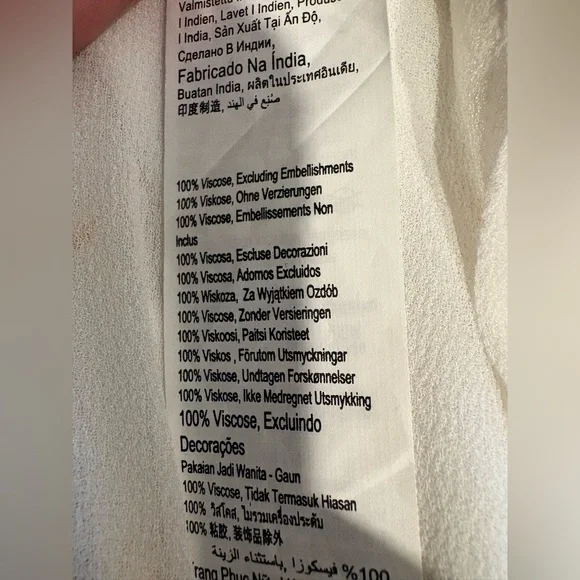 Valmistettu
I Indien, Lavet I Indien,
I India, Sản Xuất Tại Ấn Độ,
Сделано В Индии,
Fabricado Na Índia,
Buatan India, ผลิตในประเทศอินเดีย,
印度制造, صُنِع في الهند
100% Viscose, Excluding Embellishments
100% Viskose, Ohne Verzierungen
100% Viscose, Embellissements Non
Inclus
100% Viscosa, Escluse Decorazioni
100% Viscosa, Adornos Excluidos
100% Wiskoza, Za Wyjątkiem Ozdób
100% Viscose, Zonder Versieringen
100% Viskoosi, Paitsi Koristeet
100% Viskos , Förutom Utsmyckningar
100% Viskose, Undtagen Forskønnelser
100% Viskose, Ikke Medregnet Utsmykking
100% Viscose, Excluindo
Decorações
Pakaian Jadi Wanita - Gaun
100% Viscose, Tidak Termasuk Hiasan
100% วิสโคส, ไม่รวมเครื่องประดับ
100% 粘胶, 装饰品除外
100% فيسكوزا ,باستثناء الزينة